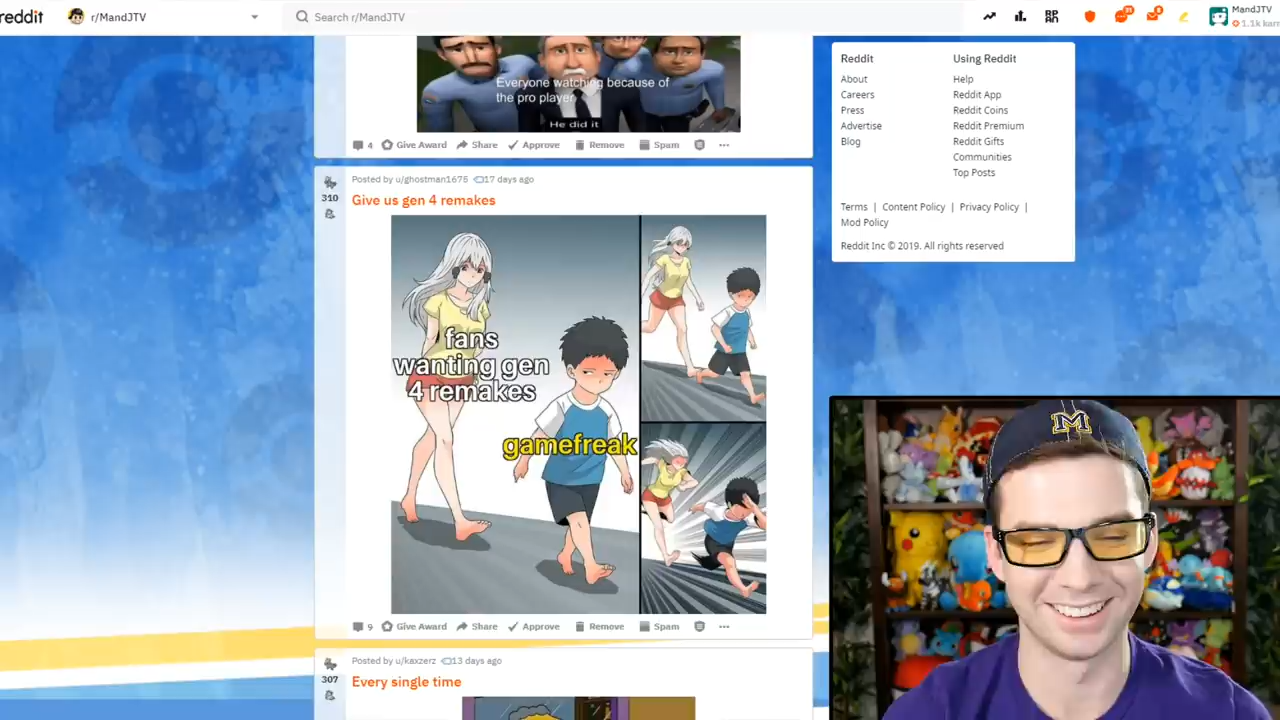 reddit
r/MandJTV
Search r/MandJTV
MandJTV
1.1k karm
Everyone watching because of
the pro player
He did it
4 Give Award Share Approve Remove Spam
Posted by u/ghostman1675 17 days ago
310
Give us gen 4 remakes
fans
wanting gen
4 remakes
gamefreak
9 Give Award Share Approve Remove Spam
Posted by u/kaxzerz 13 days ago
307
Every single time
Reddit
Using Reddit
About
Help
Careers
Reddit App
Press
Reddit Coins
Advertise
Reddit Premium
Blog
Reddit Gifts
Communities
Top Posts
Terms | Content Policy | Privacy Policy |
Mod Policy
Reddit Inc © 2019. All rights reserved
M